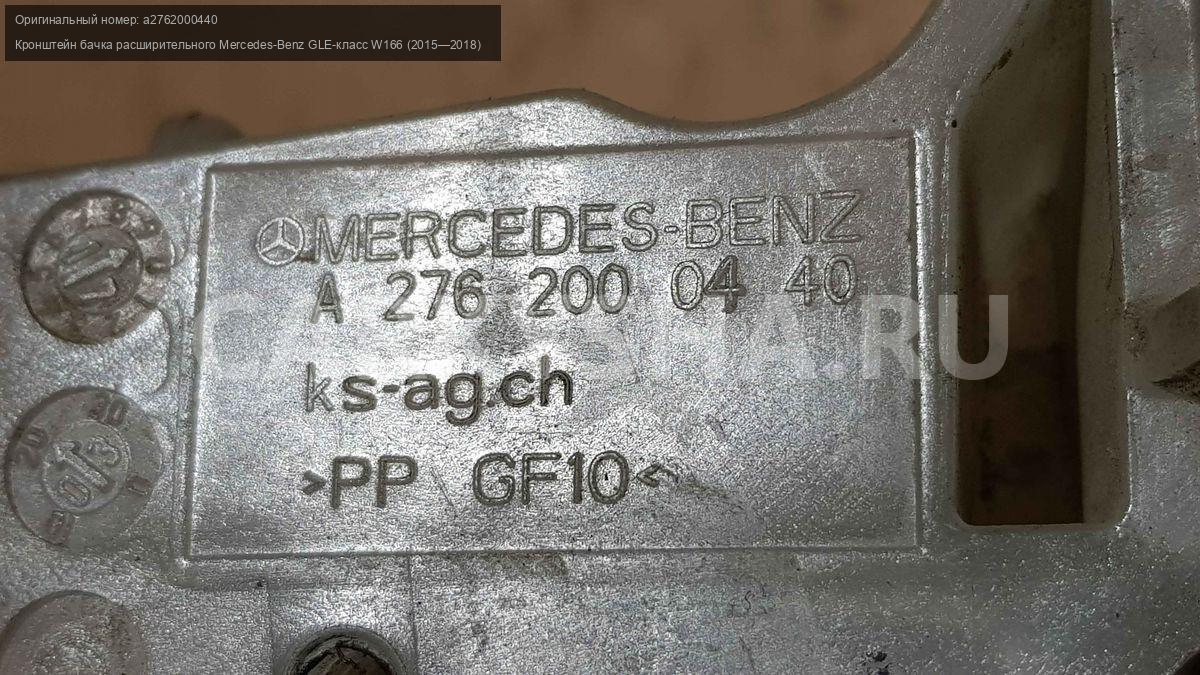 Оригинальный номер: a2762000440
Кронштейн бачка расширительного Mercedes-Benz GLE-класс W166 (2015—2018)
MERCEDES-BENZ
A 276 200 04 40
ks-ag.ch
>PP GF10<
17